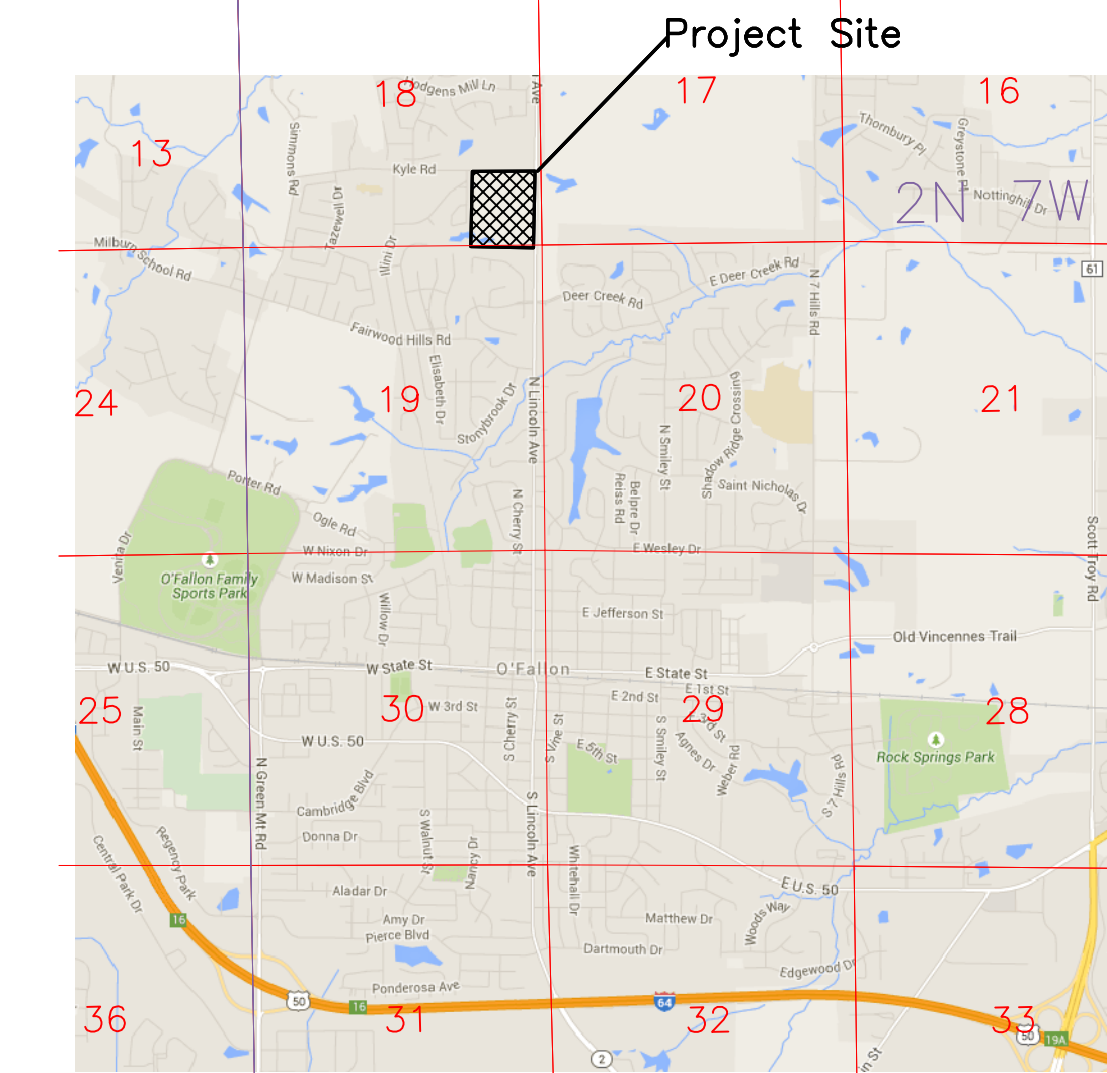 Project Site
18
17
16
Hodgens Mill Ln
n Ave
13
Simmons Rd
Kyle Rd
Tazewell Dr
Thornbury Pl
Greystone Pl
2N 7W
Nottinghill Dr
Milburn School Rd
Illini Dr
E Deer Creek Rd
61
Deer Creek Rd
N 7 Hills Rd
Fairwood Hills Rd
Elisabeth Dr
24
19
Stonybrook Dr
N Lincoln Ave
20
21
Shadow Ridge Crossing
N Smiley St
Porter Rd
Saint Nicholas Dr
Reiss Rd
Belpre Dr
Ogle Rd
N Cherry St
Venita Dr
W Nixon Dr
E Wesley Dr
Scott Troy Rd
O'Fallon Family
Sports Park
W Madison St
Willow Dr
E Jefferson St
Old Vincennes Trail
W U.S. 50
W State St
O'Fallon
E State St
E 1st St
E 2nd St
25
Main St
30
W 3rd St
S Cherry St
29
E 3rd St
28
W U.S. 50
S Vine St
E 5th St
S Smiley St
Agnes Dr
Weber Rd
S 7 Hills Rd
Rock Springs Park
N Green Mt Rd
Cambridge Blvd
Donna Dr
S Walnut St
Nancy Dr
S Lincoln Ave
Central Park Dr
Regency Park
Whitehall Dr
E U.S. 50
Aladar Dr
16
Amy Dr
Pierce Blvd
Matthew Dr
Woods Way
Dartmouth Dr
Edgewood Dr
Ponderosa Ave
50
16
64
36
31
32
33
50
19A
2
in St